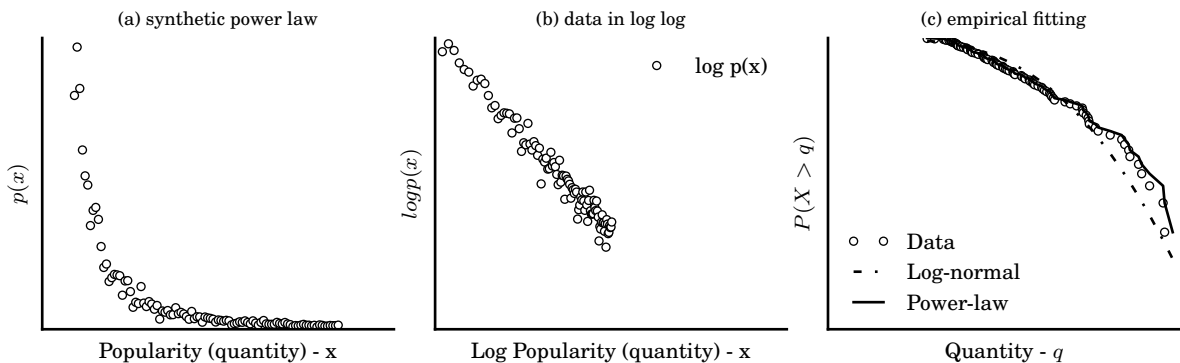 (a) synthetic power law
p(x)
Popularity (quantity) - x
(b) data in log log
log p(x)
logp(x)
Log Popularity (quantity) - x
(c) empirical fitting
P(X > q)
Data
Log-normal
Power-law
Quantity - q